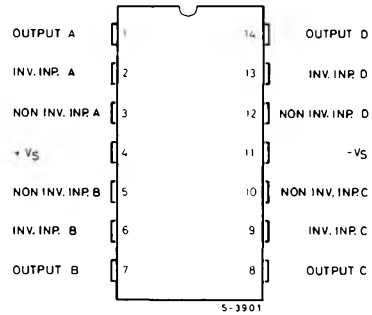 OUTPUT A 1 14 OUTPUT D
INV. INP. A 2 13 INV. INP. D
NON INV. INP. A 3 12 NON INV. INP. D
+ VS 4 11 -VS
NON INV. INP. B 5 10 NON INV. INP. C
INV. INP. B 6 9 INV. INP. C
OUTPUT B 7 8 OUTPUT C
S-3901